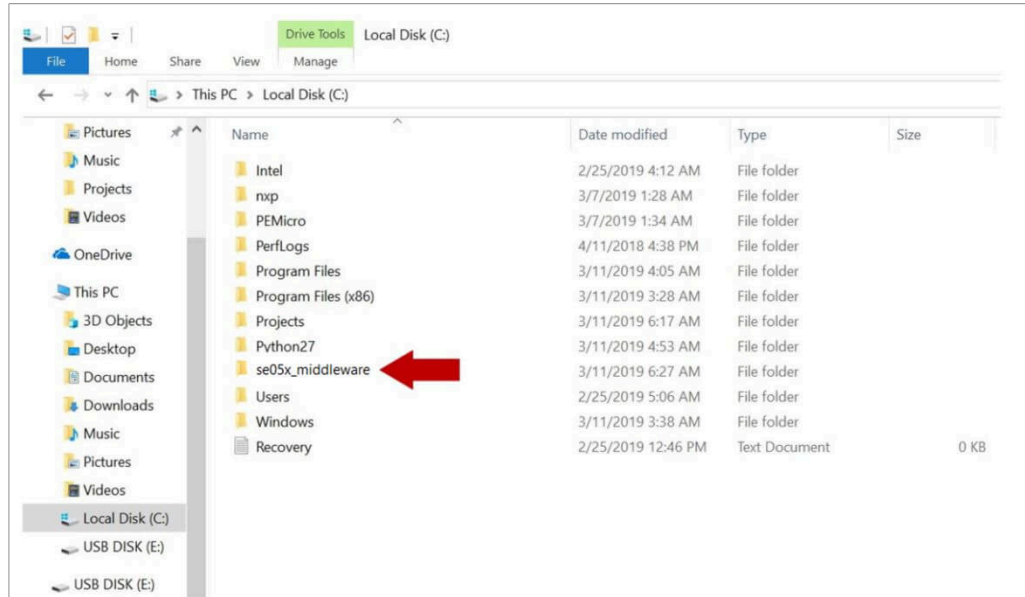 Drive Tools Local Disk (C:)
File Home Share View Manage
This PC > Local Disk (C:)
Pictures
Music
Projects
Videos
OneDrive
This PC
3D Objects
Desktop
Documents
Downloads
Music
Pictures
Videos
Local Disk (C:)
USB DISK (E:)
USB DISK (E:)
Name Date modified Type Size
Intel 2/25/2019 4:12 AM File folder
nxp 3/7/2019 1:28 AM File folder
PEMicro 3/7/2019 1:34 AM File folder
PerfLogs 4/11/2018 4:38 PM File folder
Program Files 3/11/2019 4:05 AM File folder
Program Files (x86) 3/11/2019 3:28 AM File folder
Projects 3/11/2019 6:17 AM File folder
Python27 3/11/2019 4:53 AM File folder
se05x_middleware 3/11/2019 6:27 AM File folder
Users 2/25/2019 5:06 AM File folder
Windows 3/11/2019 3:38 AM File folder
Recovery 2/25/2019 12:46 PM Text Document 0 KB